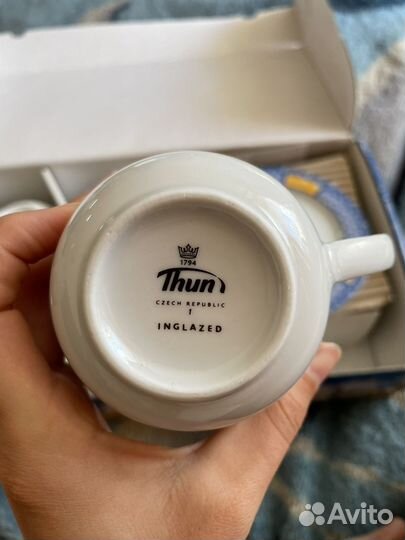 1794
Thun
CZECH REPUBLIC
1
INGLAZED
Avito